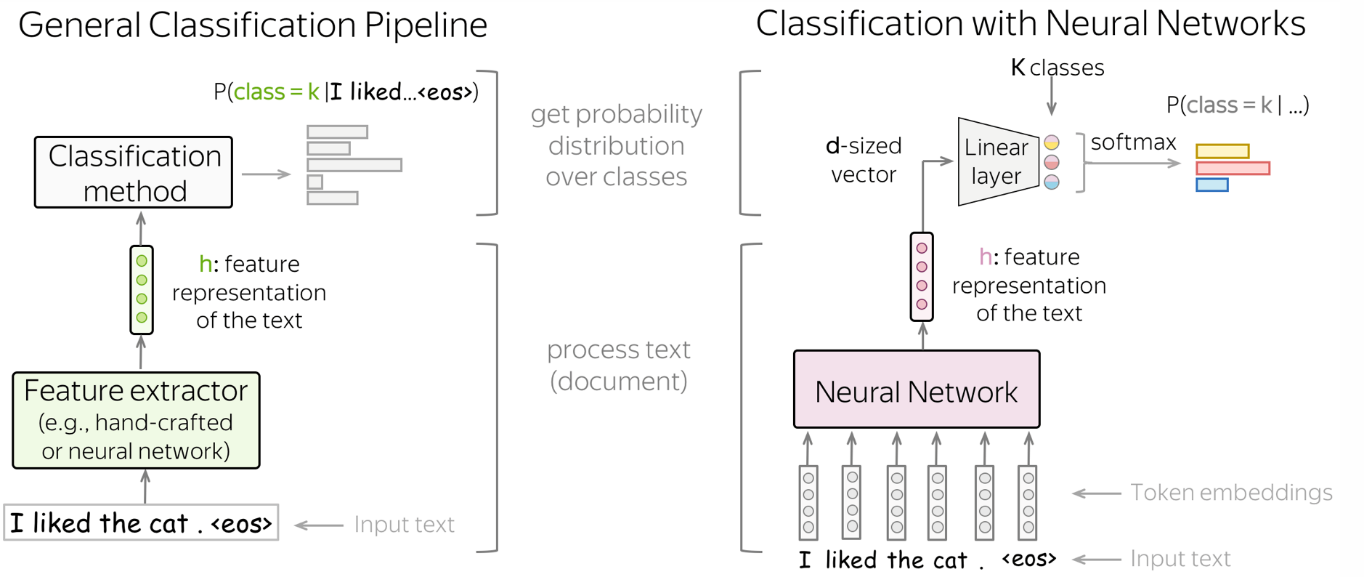 General Classification Pipeline
P(class = k |I liked...<eos>)
Classification
method
h: feature
representation
of the text
Feature extractor
(e.g., hand-crafted
or neural network)
I liked the cat . <eos>
Input text
get probability
distribution
over classes
process text
(document)
Classification with Neural Networks
K classes
P(class = k | ...)
d-sized
vector
Linear
layer
softmax
h: feature
representation
of the text
Neural Network
Token embeddings
I liked the cat . <eos>
Input text